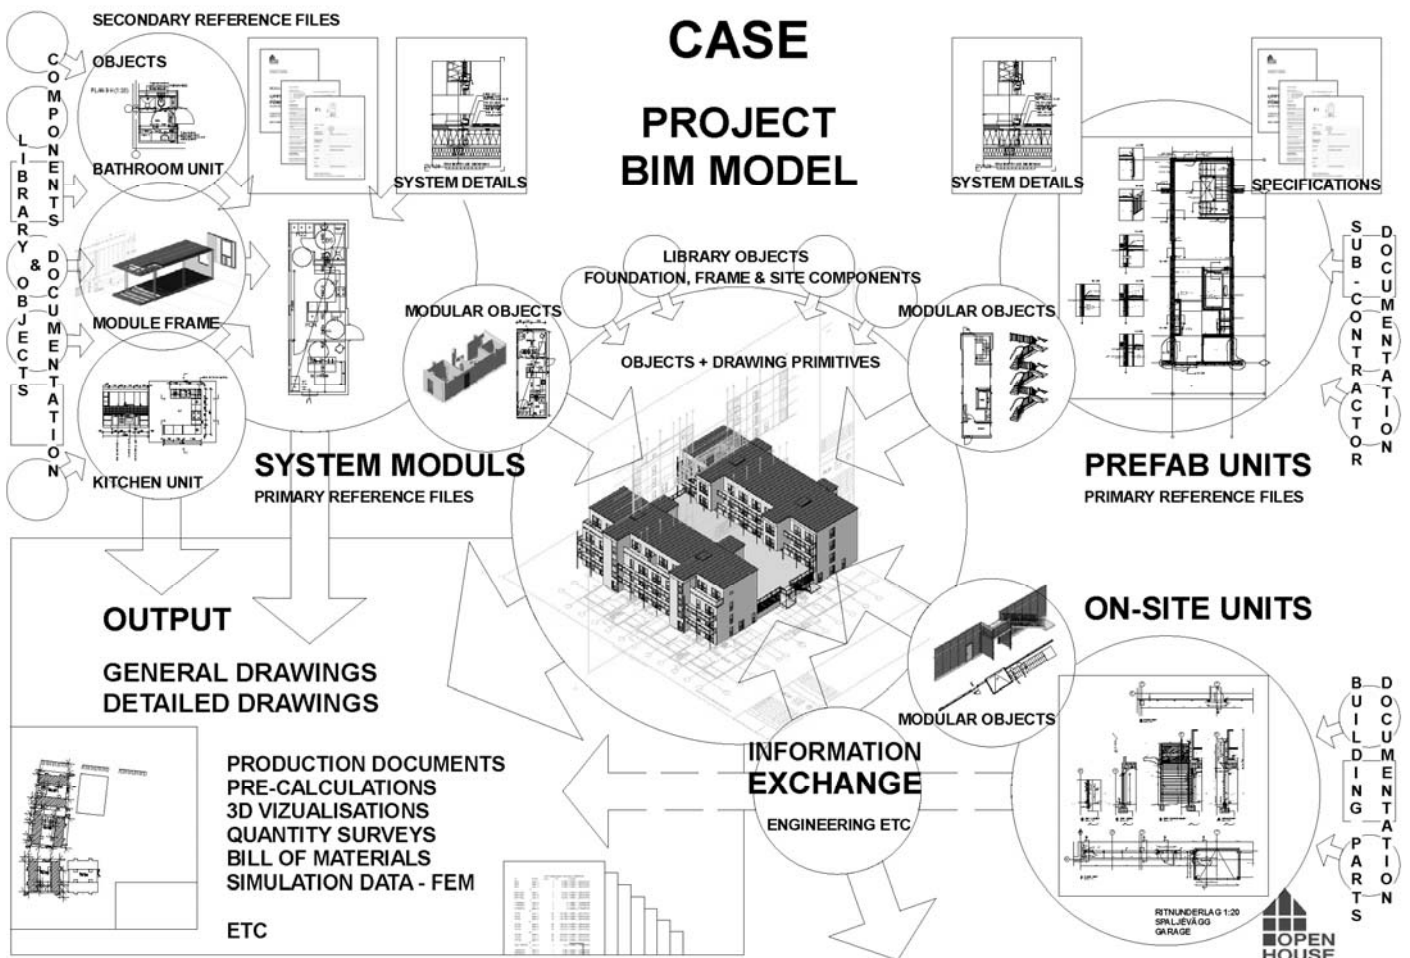 SECONDARY REFERENCE FILES
OBJECTS
PLAN B-H (1:20)
BATHROOM UNIT
COMPONENTS DOCUMENTATION
LIBRARY & OBJECTS
MODULE FRAME
KITCHEN UNIT
SYSTEM DETAILS
CASE
PROJECT
BIM MODEL
SYSTEM DETAILS
SPECIFICATIONS
LIBRARY OBJECTS
FOUNDATION, FRAME & SITE COMPONENTS
MODULAR OBJECTS
OBJECTS + DRAWING PRIMITIVES
MODULAR OBJECTS
SUB-CONTRACTOR
DOCUMENTATION
SYSTEM MODULS
PRIMARY REFERENCE FILES
PREFAB UNITS
PRIMARY REFERENCE FILES
OUTPUT
GENERAL DRAWINGS
DETAILED DRAWINGS
PRODUCTION DOCUMENTS
PRE-CALCULATIONS
3D VIZUALISATIONS
QUANTITY SURVEYS
BILL OF MATERIALS
SIMULATION DATA - FEM
ETC
INFORMATION
EXCHANGE
ENGINEERING ETC
ON-SITE UNITS
MODULAR OBJECTS
BUILDING PARTS
DOCUMENTATION
RITNUNDERLAG 1:20
SPALJÉVÄGG
GARAGE
OPEN
HOUSE